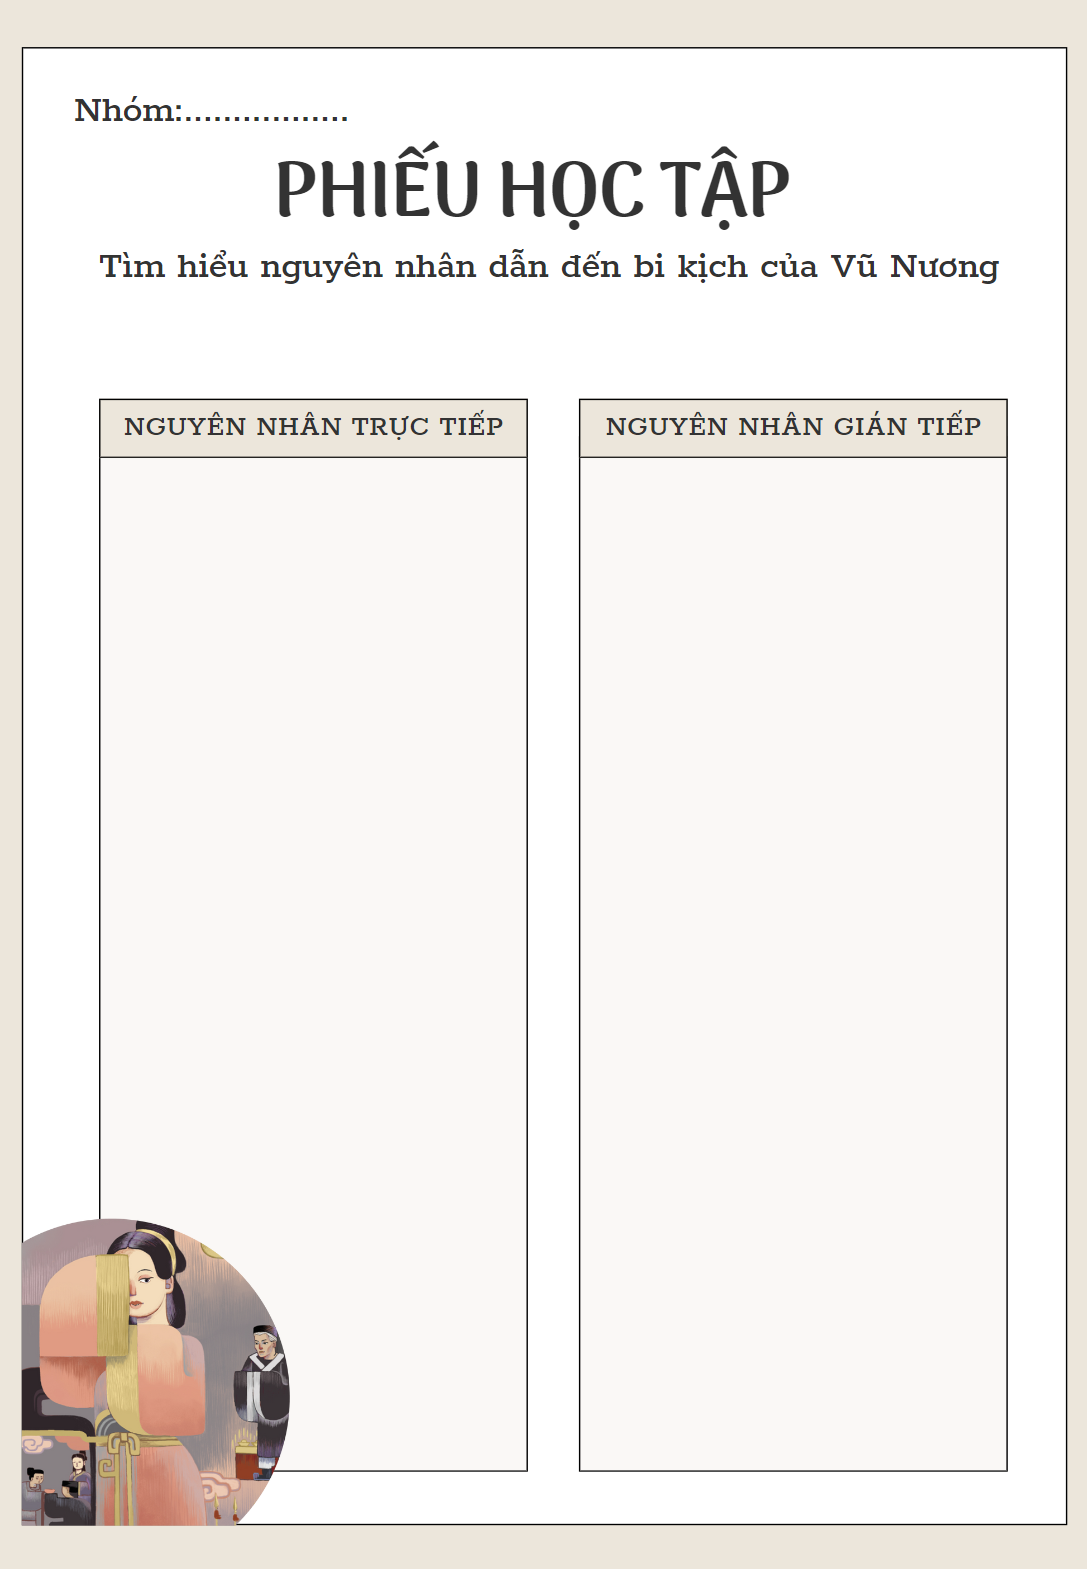 Nhóm:.................
PHIẾU HỌC TẬP
Tìm hiểu nguyên nhân dẫn đến bi kịch của Vũ Nương
NGUYÊN NHÂN TRỰC TIẾP
NGUYÊN NHÂN GIÁN TIẾP